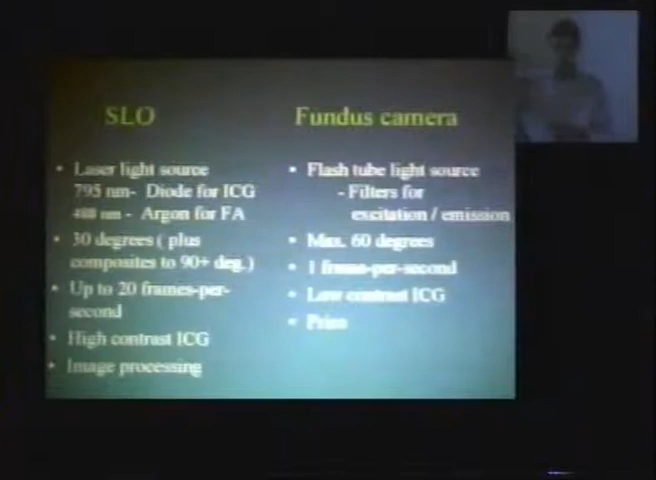 SLO
• Laser light source
795 nm- Diode for ICG
488 nm - Argon for FA
• 30 degrees ( plus
composites to 90+ deg.)
• Up to 20 frames-per-
second
• High contrast ICG
• Image processing
Fundus camera
• Flash tube light source
- Filters for
excitation / emission
• Max. 60 degrees
• 1 frame-per-second
• Low contrast ICG
•